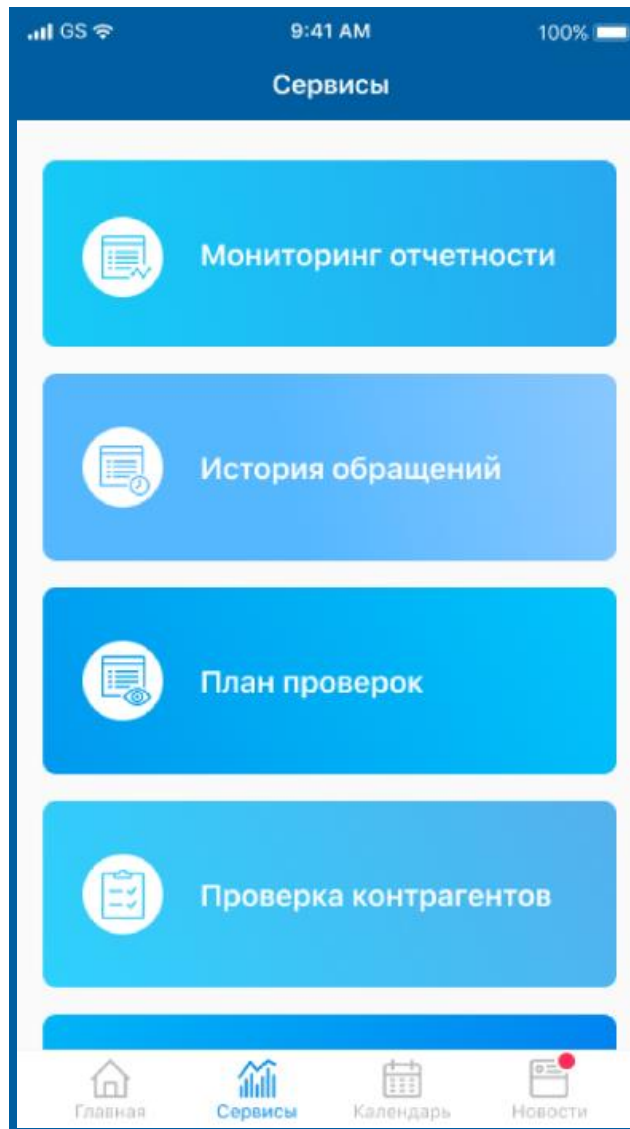 GS 9:41 AM 100%
Сервисы
Мониторинг отчетности
История обращений
План проверок
Проверка контрагентов
Главная Сервисы Календарь Новости